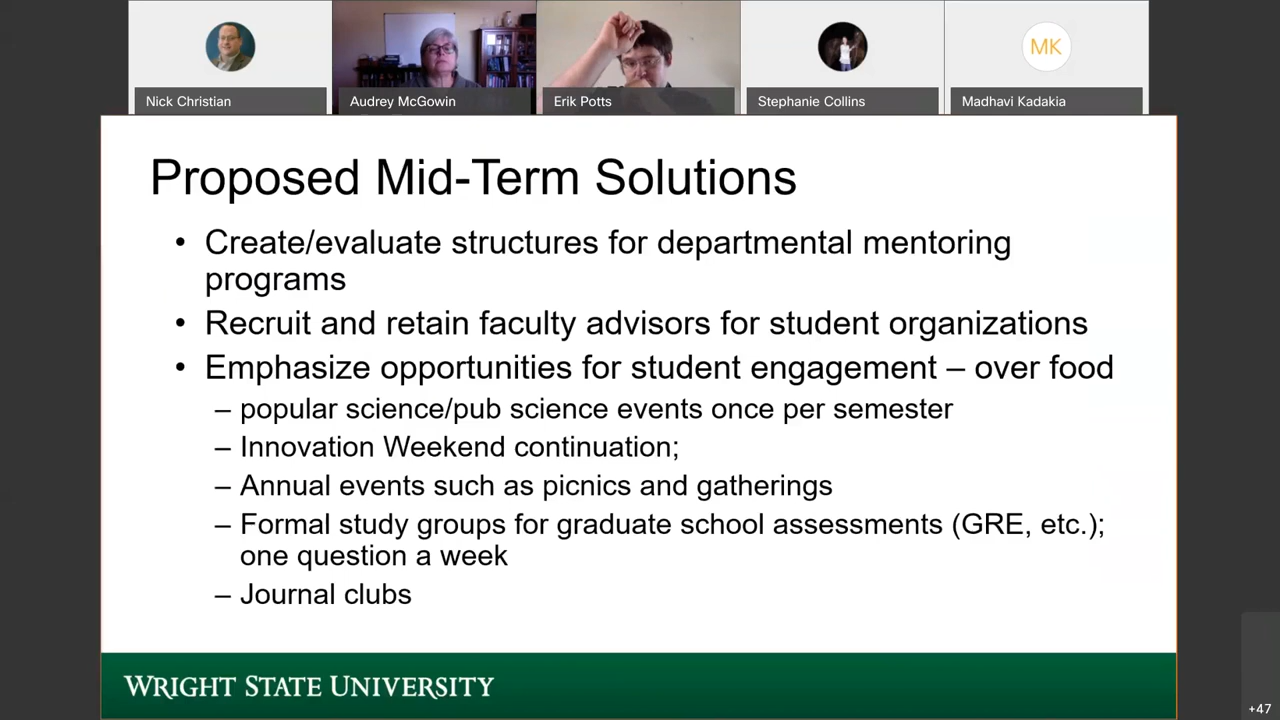 MK
Nick Christian
Audrey McGowin
Erik Potts
Stephanie Collins
Madhavi Kadakia
Proposed Mid-Term Solutions
• Create/evaluate structures for departmental mentoring
programs
• Recruit and retain faculty advisors for student organizations
• Emphasize opportunities for student engagement – over food
– popular science/pub science events once per semester
– Innovation Weekend continuation;
– Annual events such as picnics and gatherings
– Formal study groups for graduate school assessments (GRE, etc.);
one question a week
– Journal clubs
WRIGHT STATE UNIVERSITY
+47